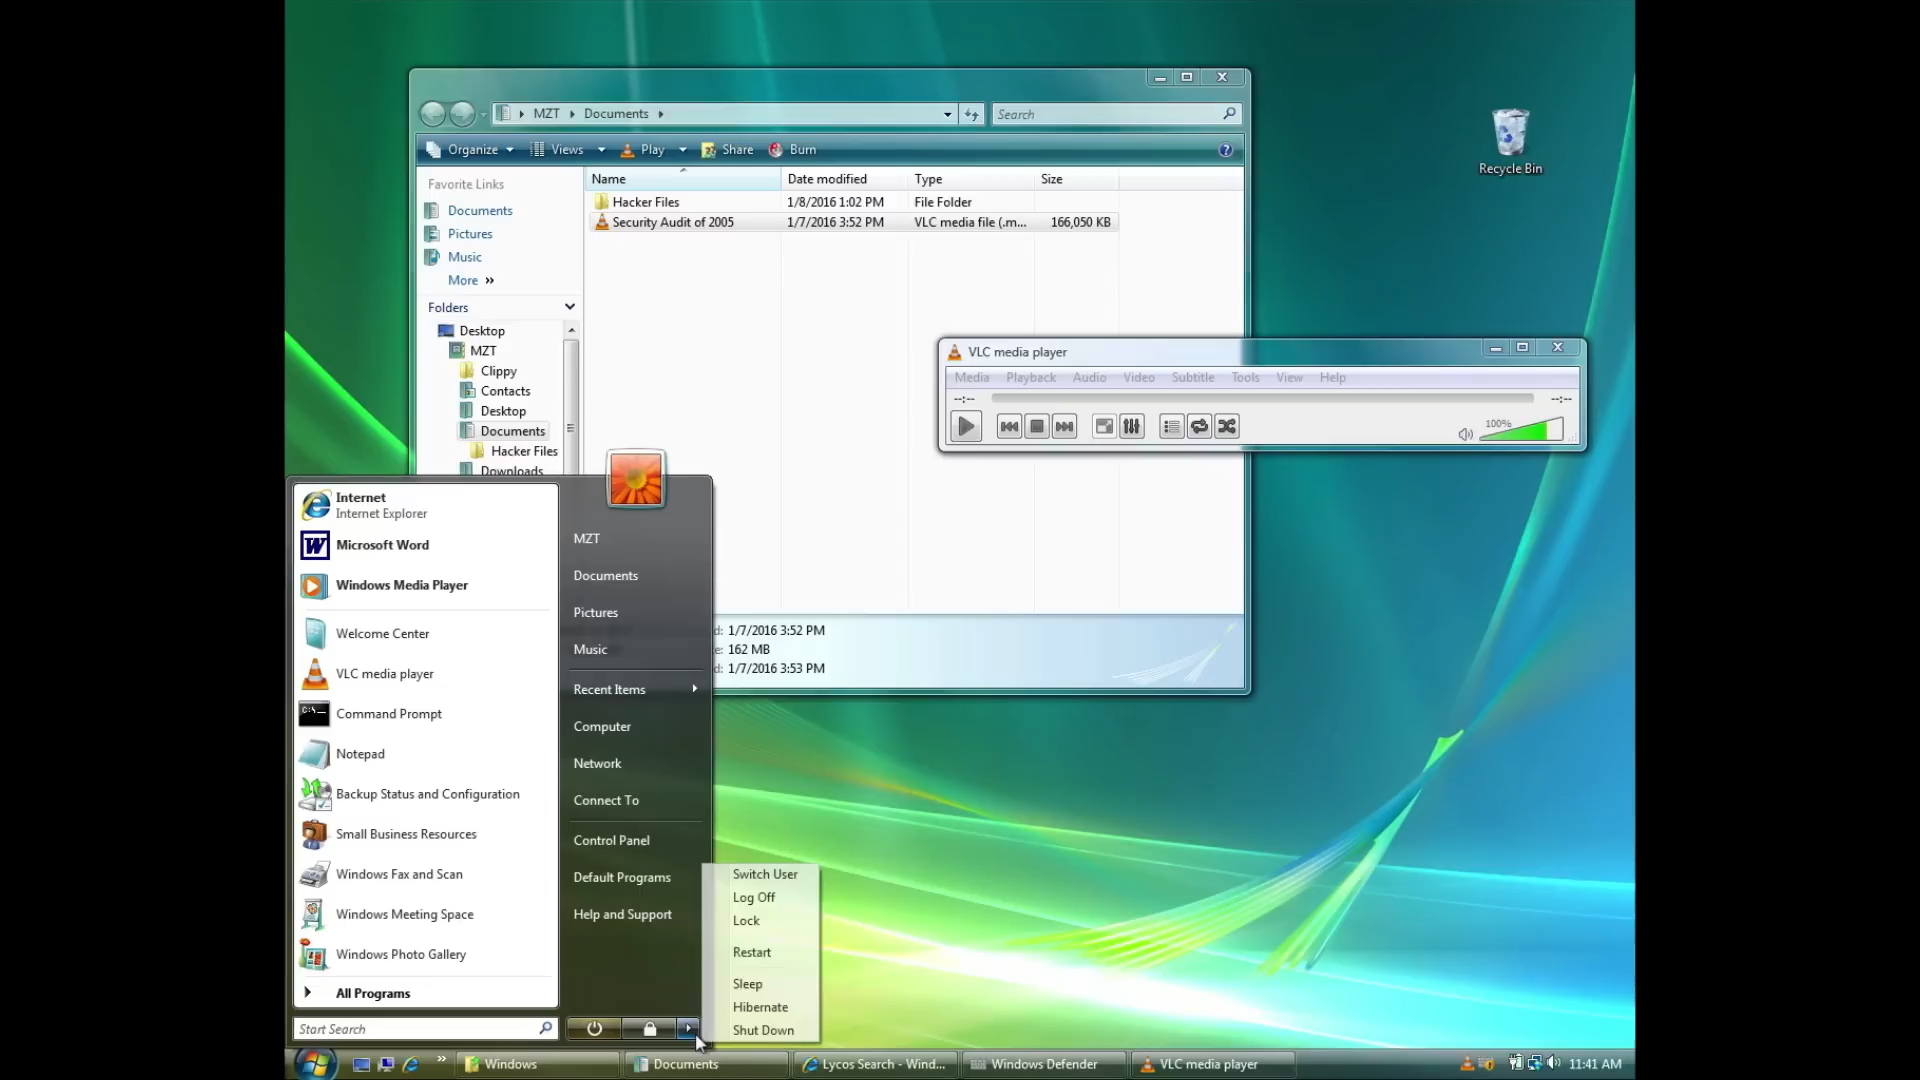 MZT
Documents
Search
Organize
Views
Play
Share
Burn
Favorite Links
Documents
Pictures
Music
More
Folders
Desktop
MZT
Clippy
Contacts
Desktop
Documents
Hacker Files
Downloads
Name
Date modified
Type
Size
Hacker Files
1/8/2016 1:02 PM
File Folder
Security Audit of 2005
1/7/2016 3:52 PM
VLC media file (.m...
166,050 KB
d: 1/7/2016 3:52 PM
e: 162 MB
d: 1/7/2016 3:53 PM
Recycle Bin
VLC media player
Media Playback Audio Video Subtitle Tools View Help
--:--
--:--
100%
Internet
Internet Explorer
Microsoft Word
Windows Media Player
Welcome Center
VLC media player
Command Prompt
Notepad
Backup Status and Configuration
Small Business Resources
Windows Fax and Scan
Windows Meeting Space
Windows Photo Gallery
All Programs
Start Search
MZT
Documents
Pictures
Music
Recent Items
Computer
Network
Connect To
Control Panel
Default Programs
Help and Support
Switch User
Log Off
Lock
Restart
Sleep
Hibernate
Shut Down
Windows
Documents
Lycos Search - Wind...
Windows Defender
VLC media player
11:41 AM